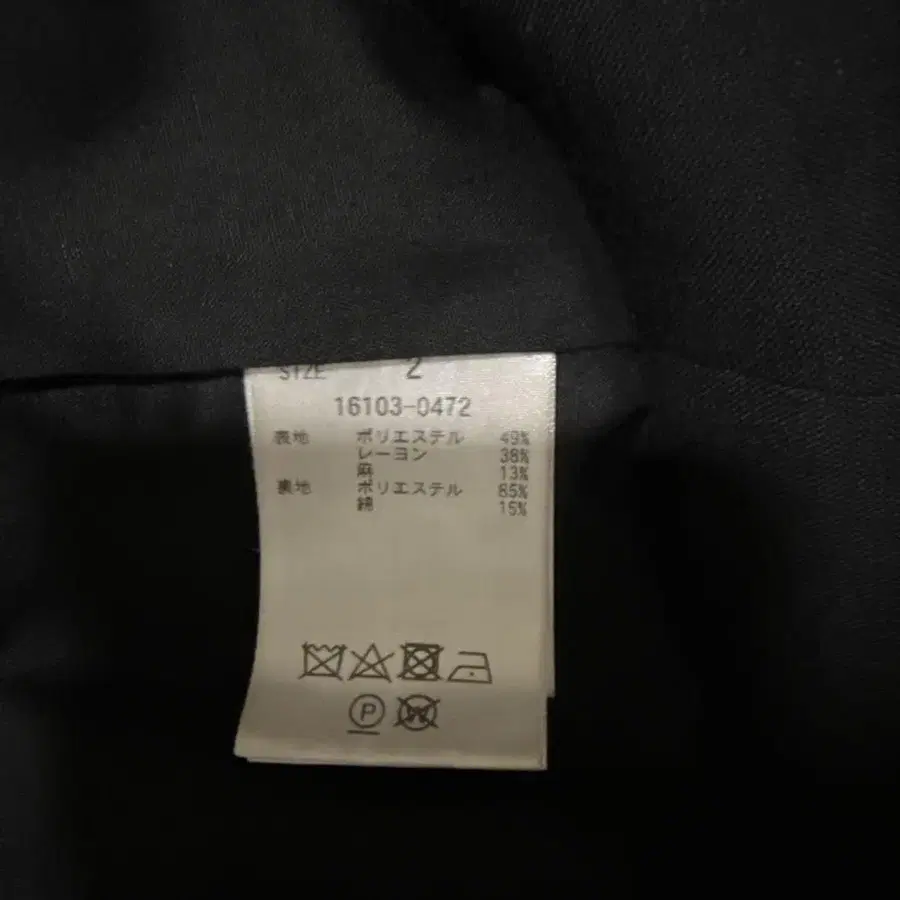 SIZE 2
16103-0472
表地 ポリエステル 49%
レーヨン 38%
麻 13%
裏地 ポリエステル 85%
綿 15%
P
W